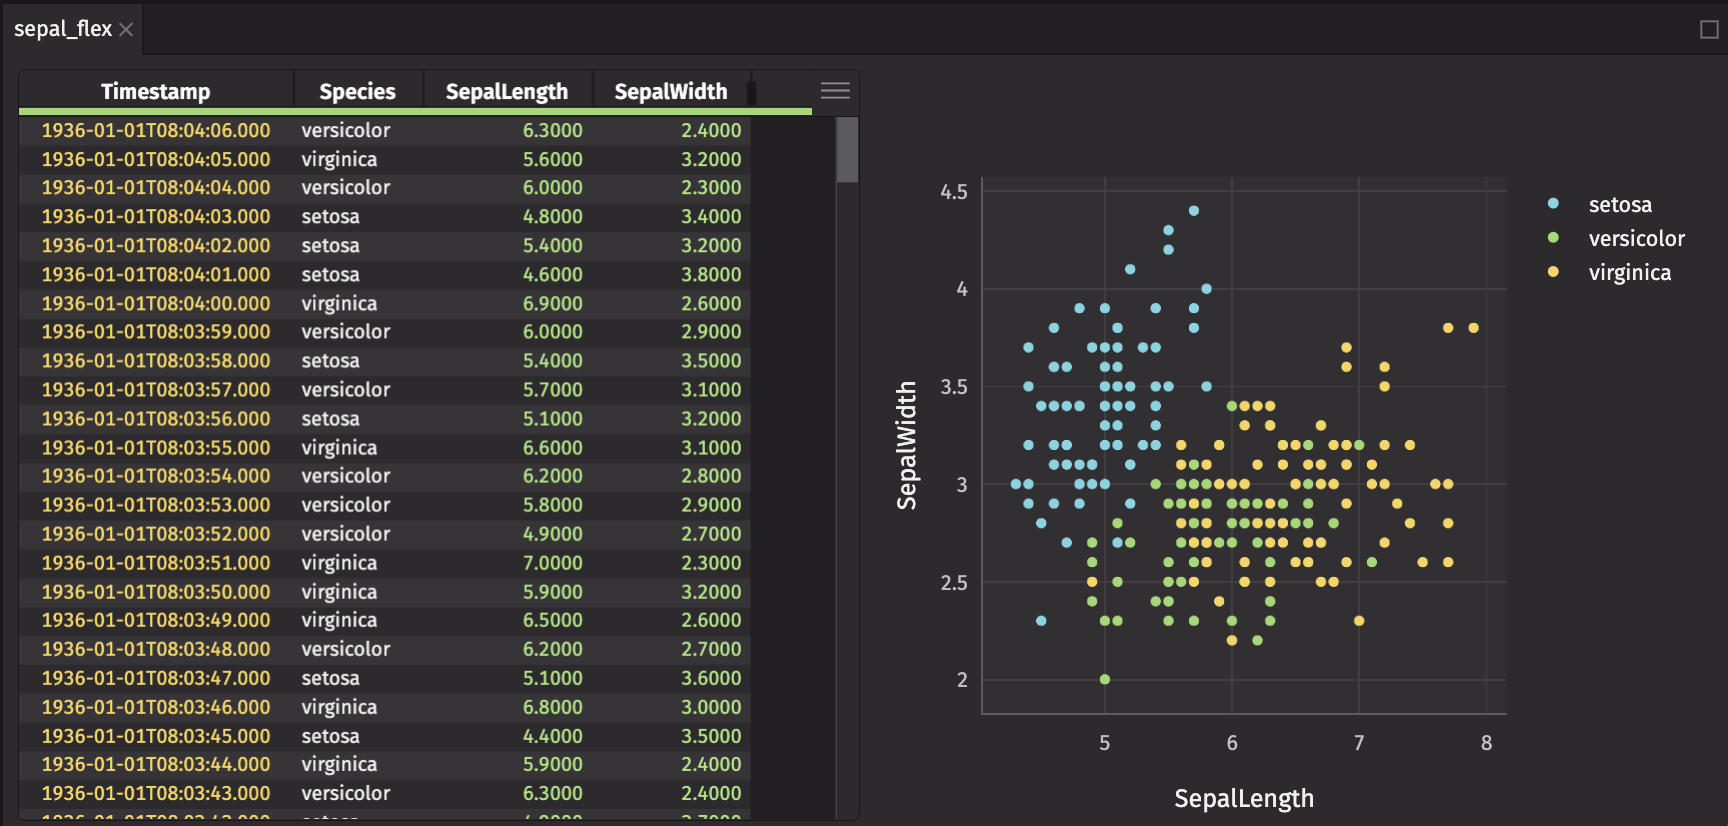 sepal_flex
Timestamp Species SepalLength SepalWidth
1936-01-01T08:04:06.000 versicolor 6.3000 2.4000
1936-01-01T08:04:05.000 virginica 5.6000 3.2000
1936-01-01T08:04:04.000 versicolor 6.0000 2.3000
1936-01-01T08:04:03.000 setosa 4.8000 3.4000
1936-01-01T08:04:02.000 setosa 5.4000 3.2000
1936-01-01T08:04:01.000 setosa 4.6000 3.8000
1936-01-01T08:04:00.000 virginica 6.9000 2.6000
1936-01-01T08:03:59.000 versicolor 6.0000 2.9000
1936-01-01T08:03:58.000 setosa 5.4000 3.5000
1936-01-01T08:03:57.000 versicolor 5.7000 3.1000
1936-01-01T08:03:56.000 setosa 5.1000 3.2000
1936-01-01T08:03:55.000 virginica 6.6000 3.1000
1936-01-01T08:03:54.000 versicolor 6.2000 2.8000
1936-01-01T08:03:53.000 versicolor 5.8000 2.9000
1936-01-01T08:03:52.000 versicolor 4.9000 2.7000
1936-01-01T08:03:51.000 virginica 7.0000 2.3000
1936-01-01T08:03:50.000 virginica 5.9000 3.2000
1936-01-01T08:03:49.000 virginica 6.5000 2.6000
1936-01-01T08:03:48.000 versicolor 6.2000 2.7000
1936-01-01T08:03:47.000 setosa 5.1000 3.6000
1936-01-01T08:03:46.000 virginica 6.8000 3.0000
1936-01-01T08:03:45.000 setosa 4.4000 3.5000
1936-01-01T08:03:44.000 virginica 5.9000 2.4000
1936-01-01T08:03:43.000 versicolor 6.3000 2.4000
SepalWidth
4.5
4
3.5
3
2.5
2
5 6 7 8
SepalLength
setosa
versicolor
virginica